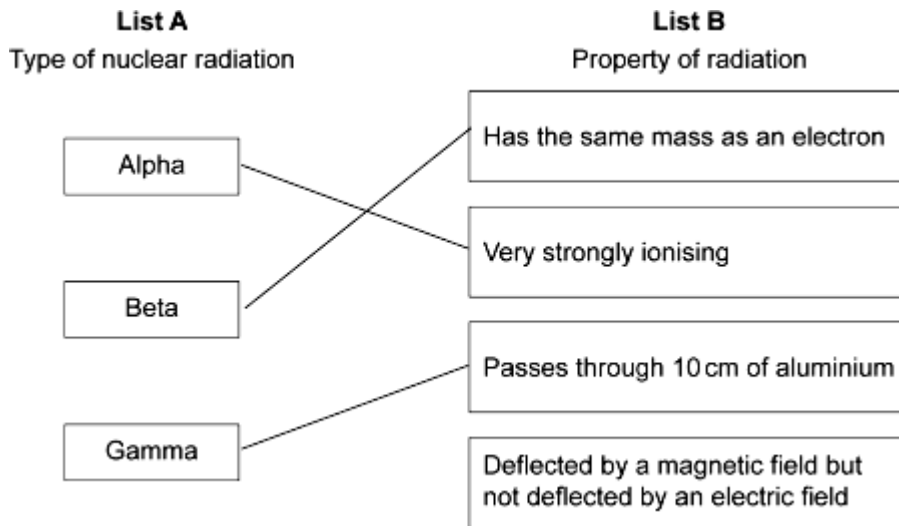 List A
Type of nuclear radiation
Alpha
Beta
Gamma
List B
Property of radiation
Has the same mass as an electron
Very strongly ionising
Passes through 10 cm of aluminium
Deflected by a magnetic field but
not deflected by an electric field